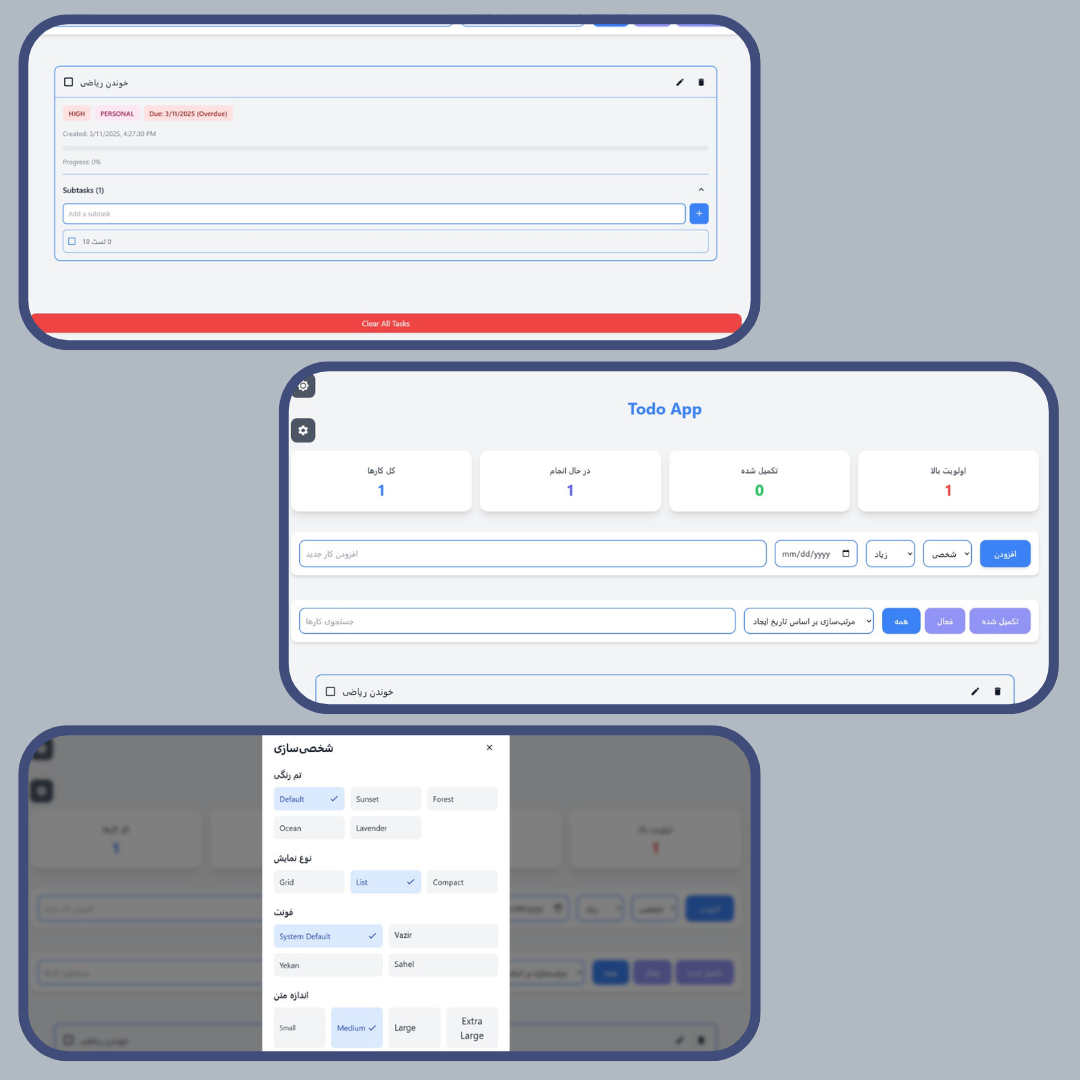 خوندن ریاضی
HIGH PERSONAL Due: 3/11/2025 (Overdue)
Created: 3/11/2025, 4:27:30 PM
Progress: 0%
Subtasks (1)
Add a subtask
+
10 تا تست
Clear All Tasks
Todo App
کل کارها
1
در حال انجام
1
تکمیل شده
0
اولویت بالا
1
افزودن کار جدید
mm/dd/yyyy
زیاد
شخصی
افزودن
جستجوی کارها
مرتب‌سازی بر اساس تاریخ ایجاد
همه
فعال
تکمیل شده
خوندن ریاضی
شخصی‌سازی
تم رنگی
Default Sunset Forest
Ocean Lavender
نوع نمایش
Grid List Compact
فونت
System Default Vazir
Yekan Sahel
اندازه متن
Small Medium Large Extra Large